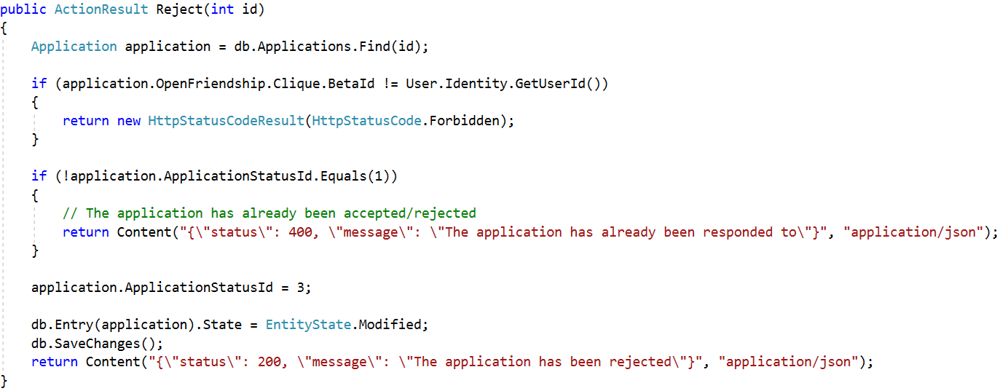 public ActionResult Reject(int id)
{
    Application application = db.Applications.Find(id);

    if (application.OpenFriendship.Clique.BetaId != User.Identity.GetUserId())
    {
        return new HttpStatusCodeResult(HttpStatusCode.Forbidden);
    }

    if (!application.ApplicationStatusId.Equals(1))
    {
        // The application has already been accepted/rejected
        return Content("{\"status\": 400, \"message\": \"The application has already been responded to\"}", "application/json");
    }

    application.ApplicationStatusId = 3;

    db.Entry(application).State = EntityState.Modified;
    db.SaveChanges();
    return Content("{\"status\": 200, \"message\": \"The application has been rejected\"}", "application/json");
}